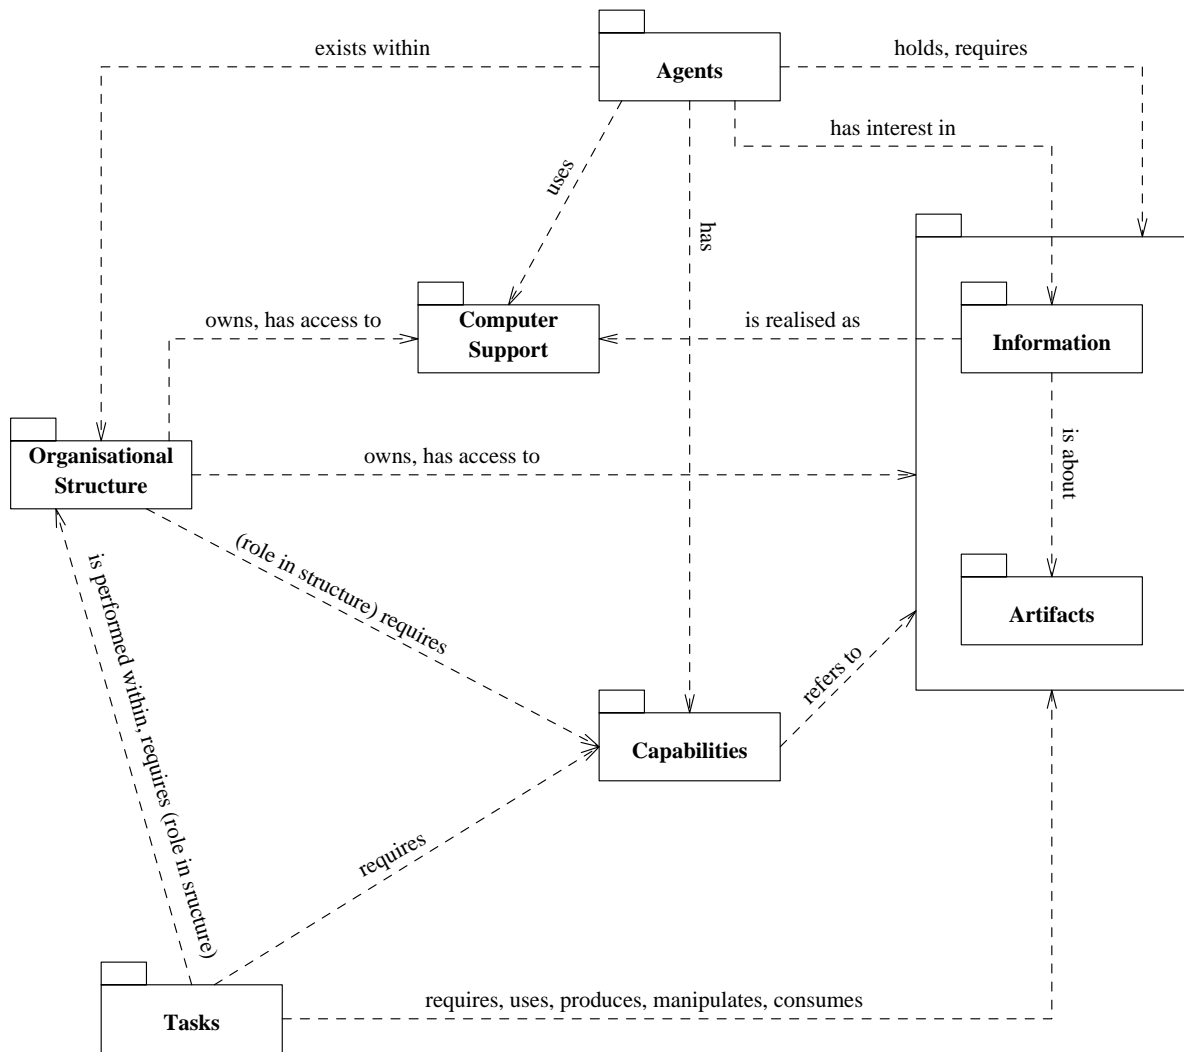 exists within
Agents
holds, requires
has interest in
uses
has
owns, has access to
Computer
Support
is realised as
Information
Organisational
Structure
owns, has access to
is about
(role in structure) requires
is performed within, requires (role in sructure)
Artifacts
refers to
Capabilities
requires
Tasks
requires, uses, produces, manipulates, consumes